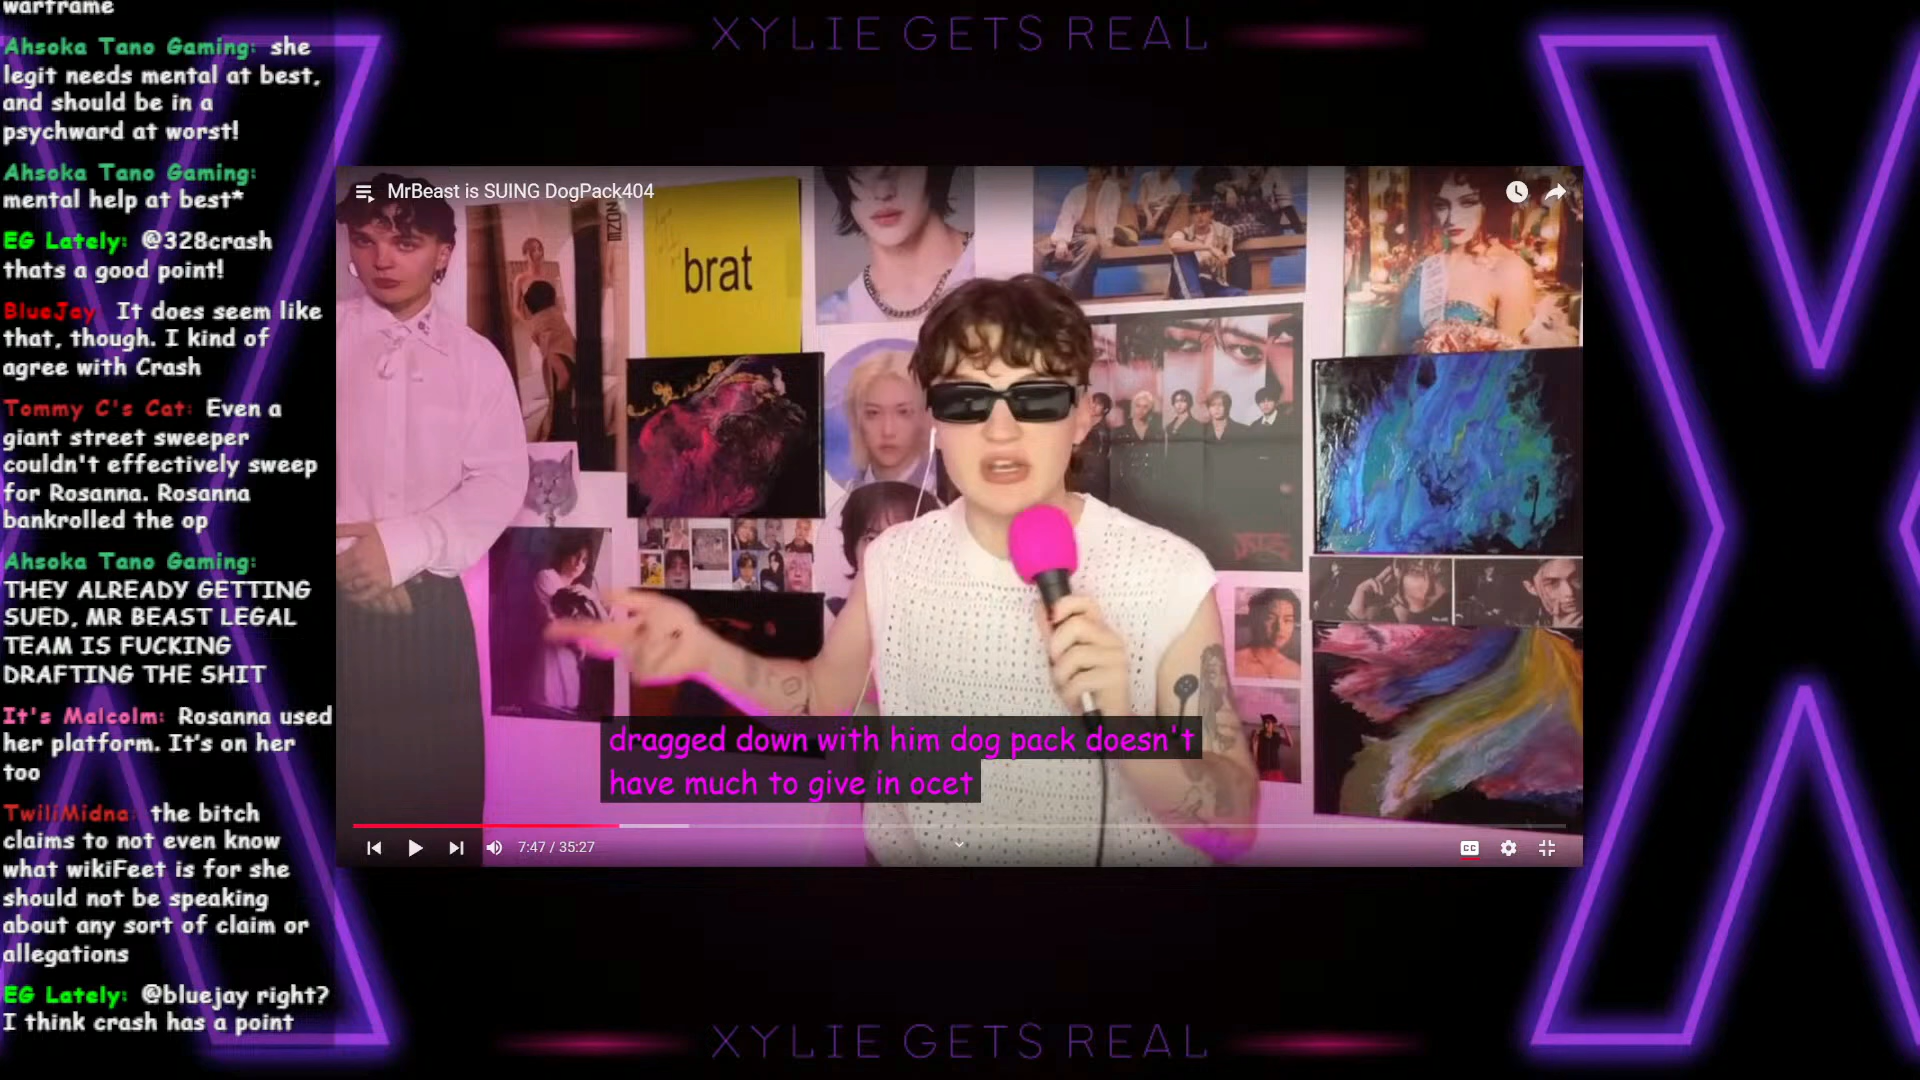 warframe
Ahsoka Tano Gaming: she
legit needs mental at best,
and should be in a
psychward at worst!
Ahsoka Tano Gaming:
mental help at best*
EG Lately: @328crash
thats a good point!
BlueJay: It does seem like
that, though. I kind of
agree with Crash
Tommy C's Cat: Even a
giant street sweeper
couldn't effectively sweep
for Rosanna. Rosanna
bankrolled the op
Ahsoka Tano Gaming:
THEY ALREADY GETTING
SUED, MR BEAST LEGAL
TEAM IS FUCKING
DRAFTING THE SHIT
It's Malcolm: Rosanna used
her platform. It's on her
too
TwiliMidna: the bitch
claims to not even know
what wikiFeet is for she
should not be speaking
about any sort of claim or
allegations
EG Lately: @bluejay right?
I think crash has a point
XYLIE GETS REAL
MrBeast is SUING DogPack404
brat
dragged down with him dog pack doesn't
have much to give in ocet
7:47 / 35:27
CC
XYLIE GETS REAL